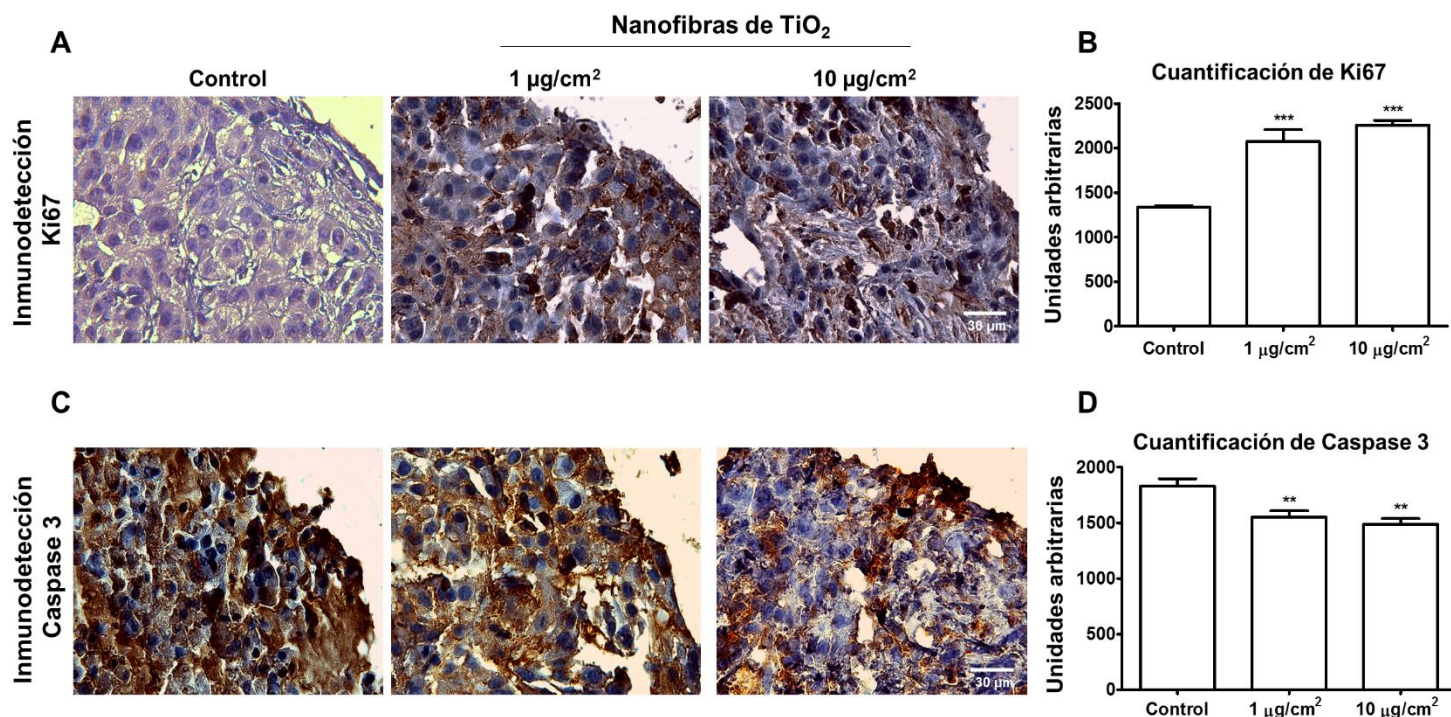 A
Nanofibras de TiO₂
Control
1 µg/cm²
10 µg/cm²
Inmunodetección
Ki67
30 µm
B
Cuantificación de Ki67
Unidades arbitrarias
2500
2000
1500
1000
500
0
***
***
Control
1 µg/cm²
10 µg/cm²
C
Inmunodetección
Caspase 3
30 µm
D
Cuantificación de Caspase 3
Unidades arbitrarias
2000
1500
1000
500
0
**
**
Control
1 µg/cm²
10 µg/cm²